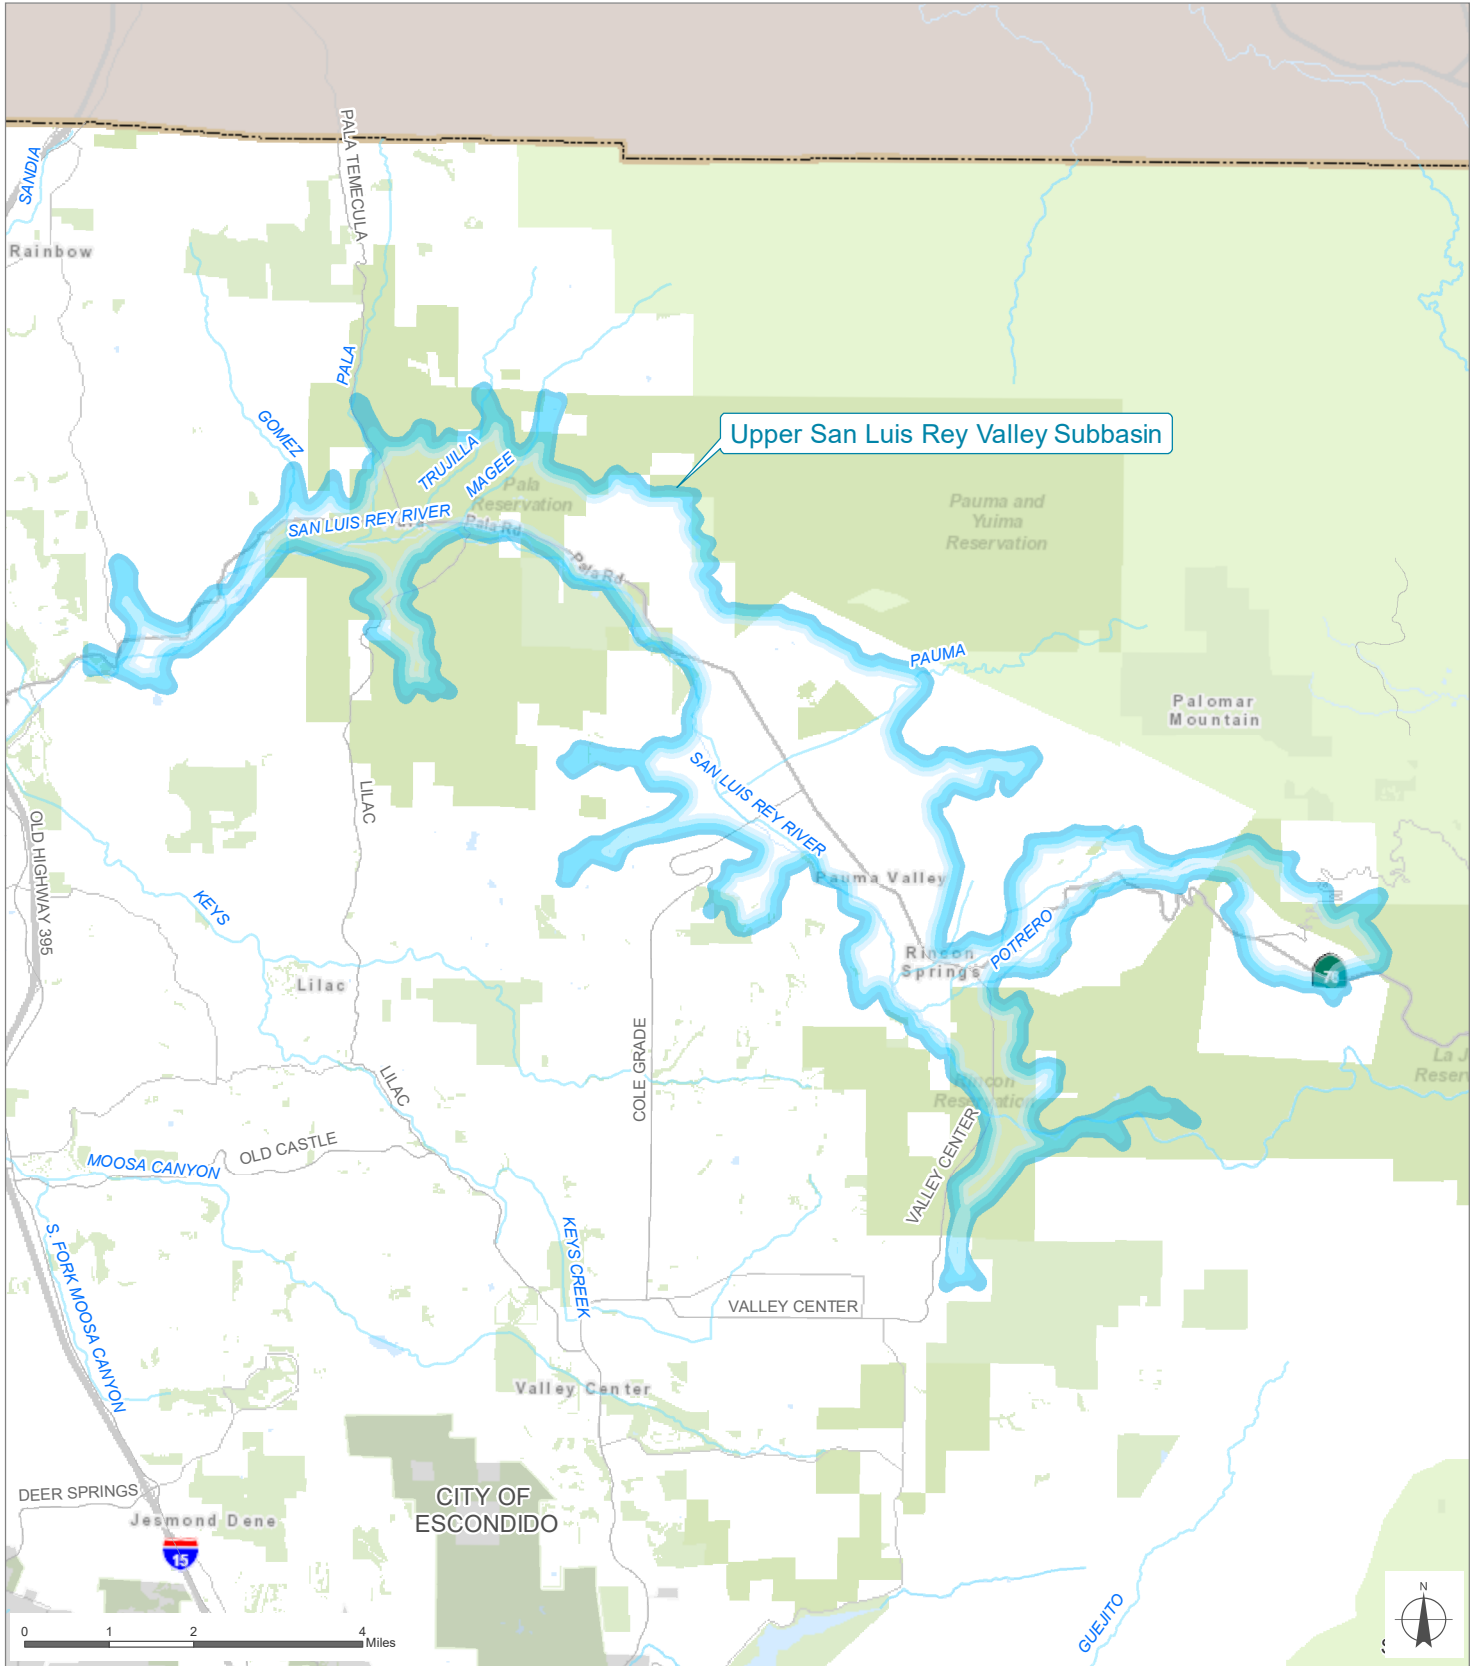 PALA TEMECULA
SANDIA
Rainbow
PALA
GOMEZ
TRUJILLA
MAGEE
Upper San Luis Rey Valley Subbasin
Pala
Reservation
SAN LUIS REY RIVER
Pala Rd
Pala Rd
Pauma and
Yuima
Reservation
PAUMA
Palomar
Mountain
LILAC
SAN LUIS REY RIVER
OLD HIGHWAY 395
KEYS
Pauma Valley
POTRERO
Rincon
Springs
76
Lilac
COLE GRADE
LILAC
Rincon
Reservation
VALLEY CENTER
OLD CASTLE
MOOSA CANYON
S. FORK MOOSA CANYON
KEYS CREEK
VALLEY CENTER
Valley Center
DEER SPRINGS
CITY OF
ESCONDIDO
Jesmond Dene
15
GUEJITO
N
0 1 2 4
Miles